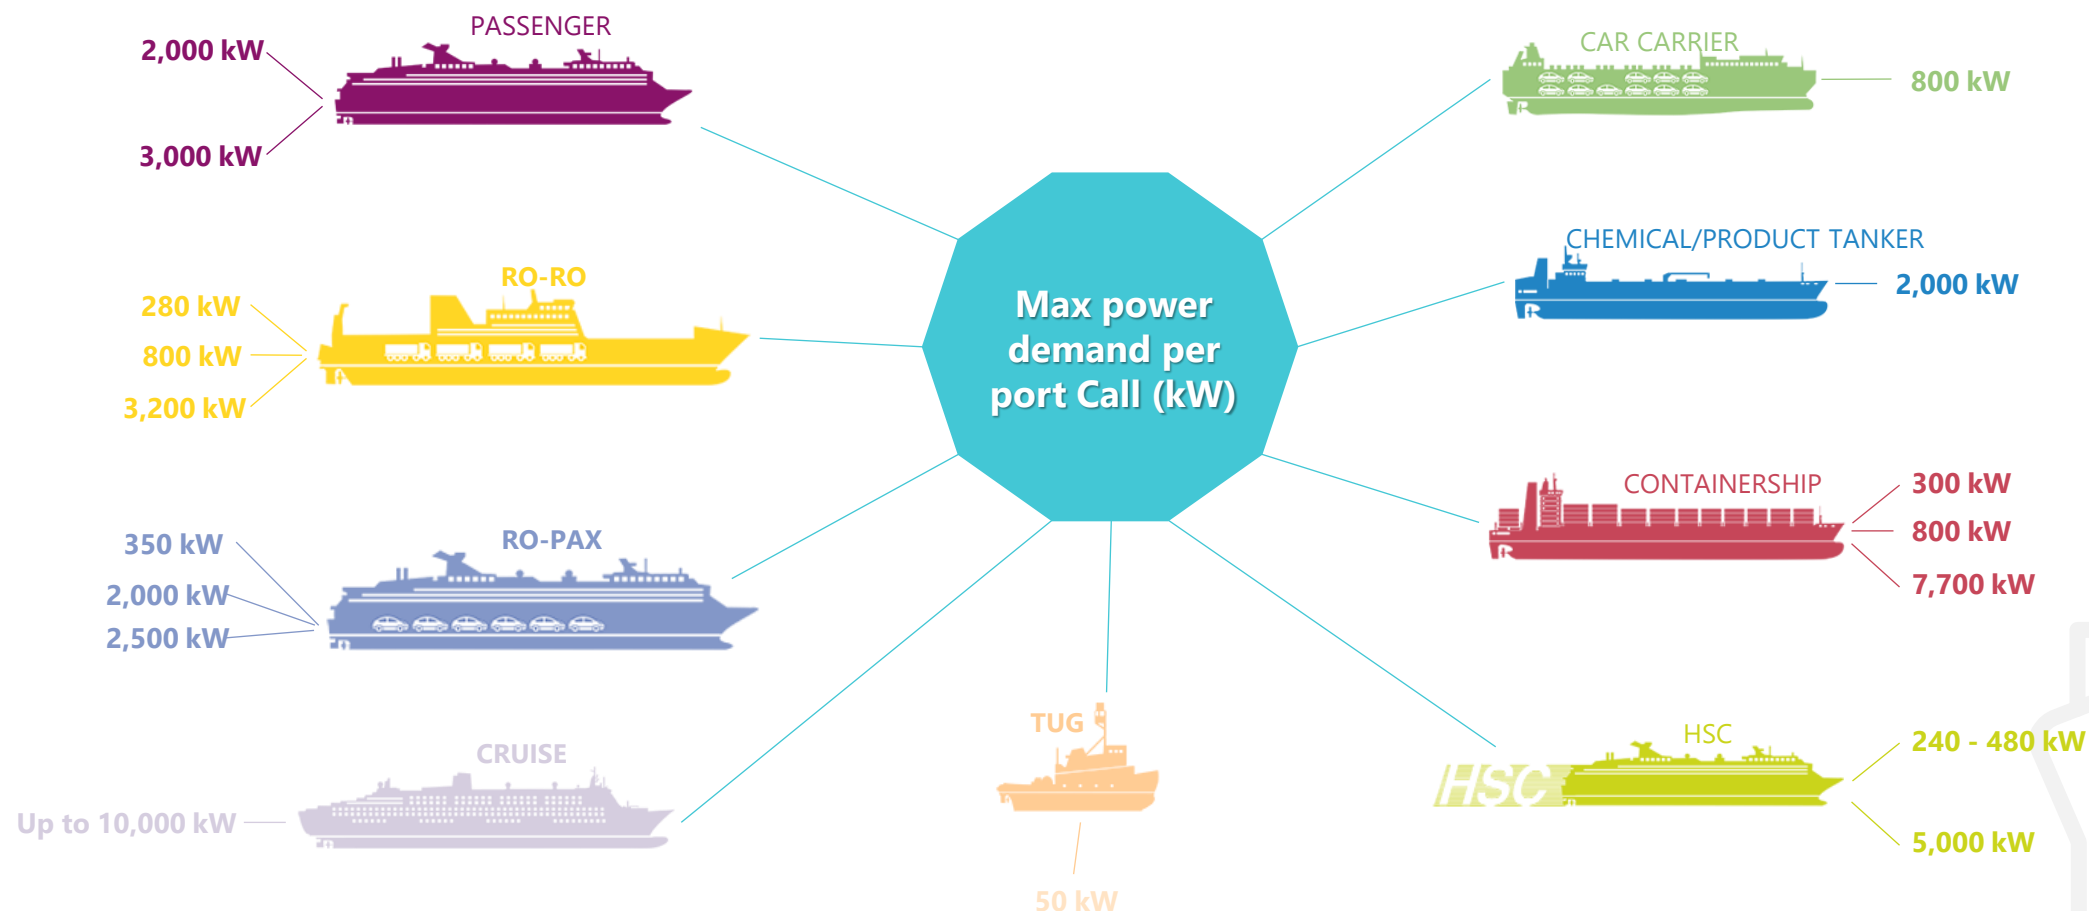 PASSENGER
2,000 kW
3,000 kW
RO-RO
280 kW
800 kW
3,200 kW
RO-PAX
350 kW
2,000 kW
2,500 kW
CRUISE
Up to 10,000 kW
Max power
demand per
port Call (kW)
TUG
50 kW
CAR CARRIER
800 kW
CHEMICAL/PRODUCT TANKER
2,000 kW
CONTAINERSHIP
300 kW
800 kW
7,700 kW
HSC
HSC
240 - 480 kW
5,000 kW